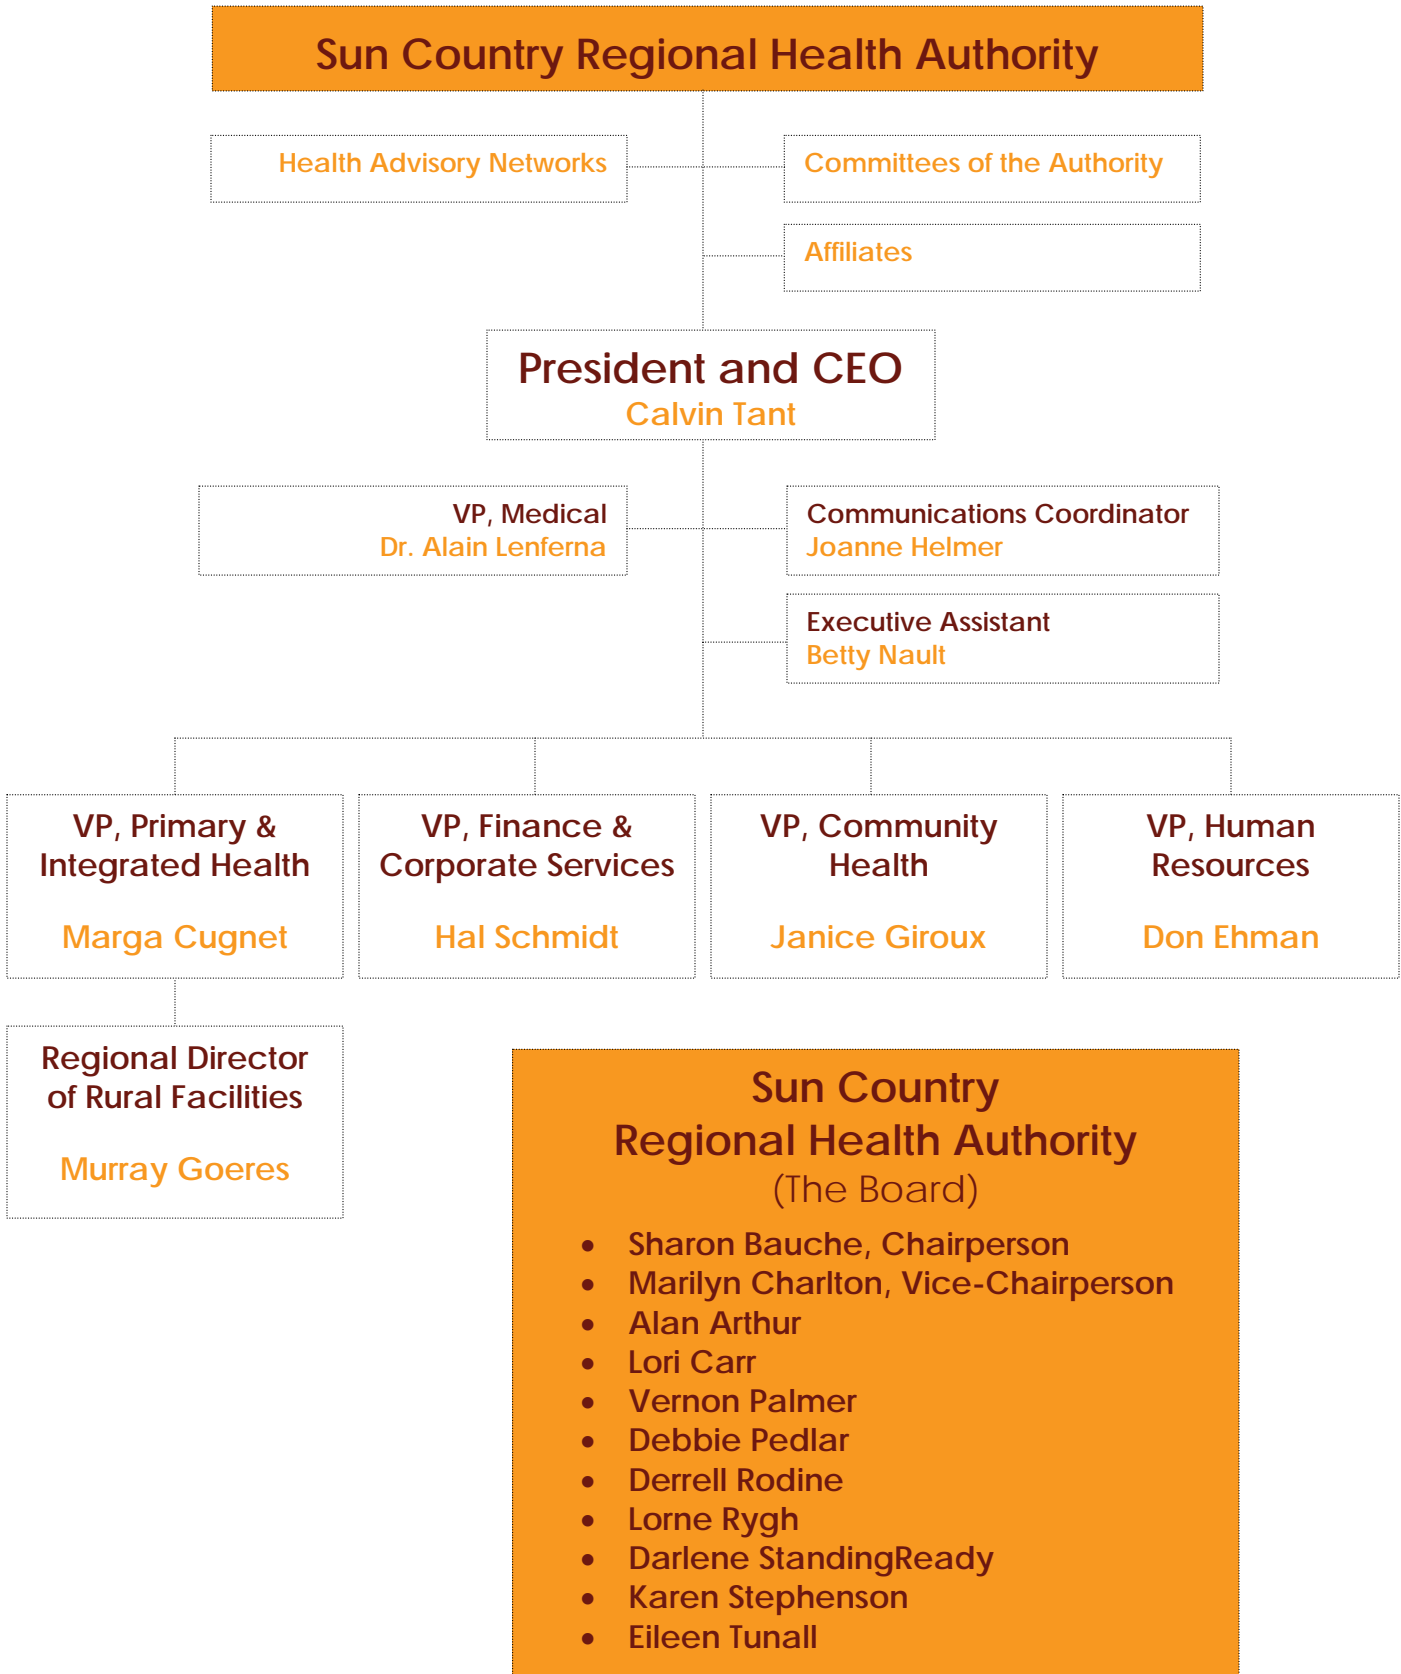 Sun Country Regional Health Authority
Health Advisory Networks
Committees of the Authority
Affiliates
President and CEO
Calvin Tant
VP, Medical
Dr. Alain Lenferna
Communications Coordinator
Joanne Helmer
Executive Assistant
Betty Nault
VP, Primary &
Integrated Health
Marga Cugnet
VP, Finance &
Corporate Services
Hal Schmidt
VP, Community
Health
Janice Giroux
VP, Human
Resources
Don Ehman
Regional Director
of Rural Facilities
Murray Goeres
Sun Country
Regional Health Authority
(The Board)
• Sharon Bauche, Chairperson
• Marilyn Charlton, Vice-Chairperson
• Alan Arthur
• Lori Carr
• Vernon Palmer
• Debbie Pedlar
• Derrell Rodine
• Lorne Rygh
• Darlene StandingReady
• Karen Stephenson
• Eileen Tunall